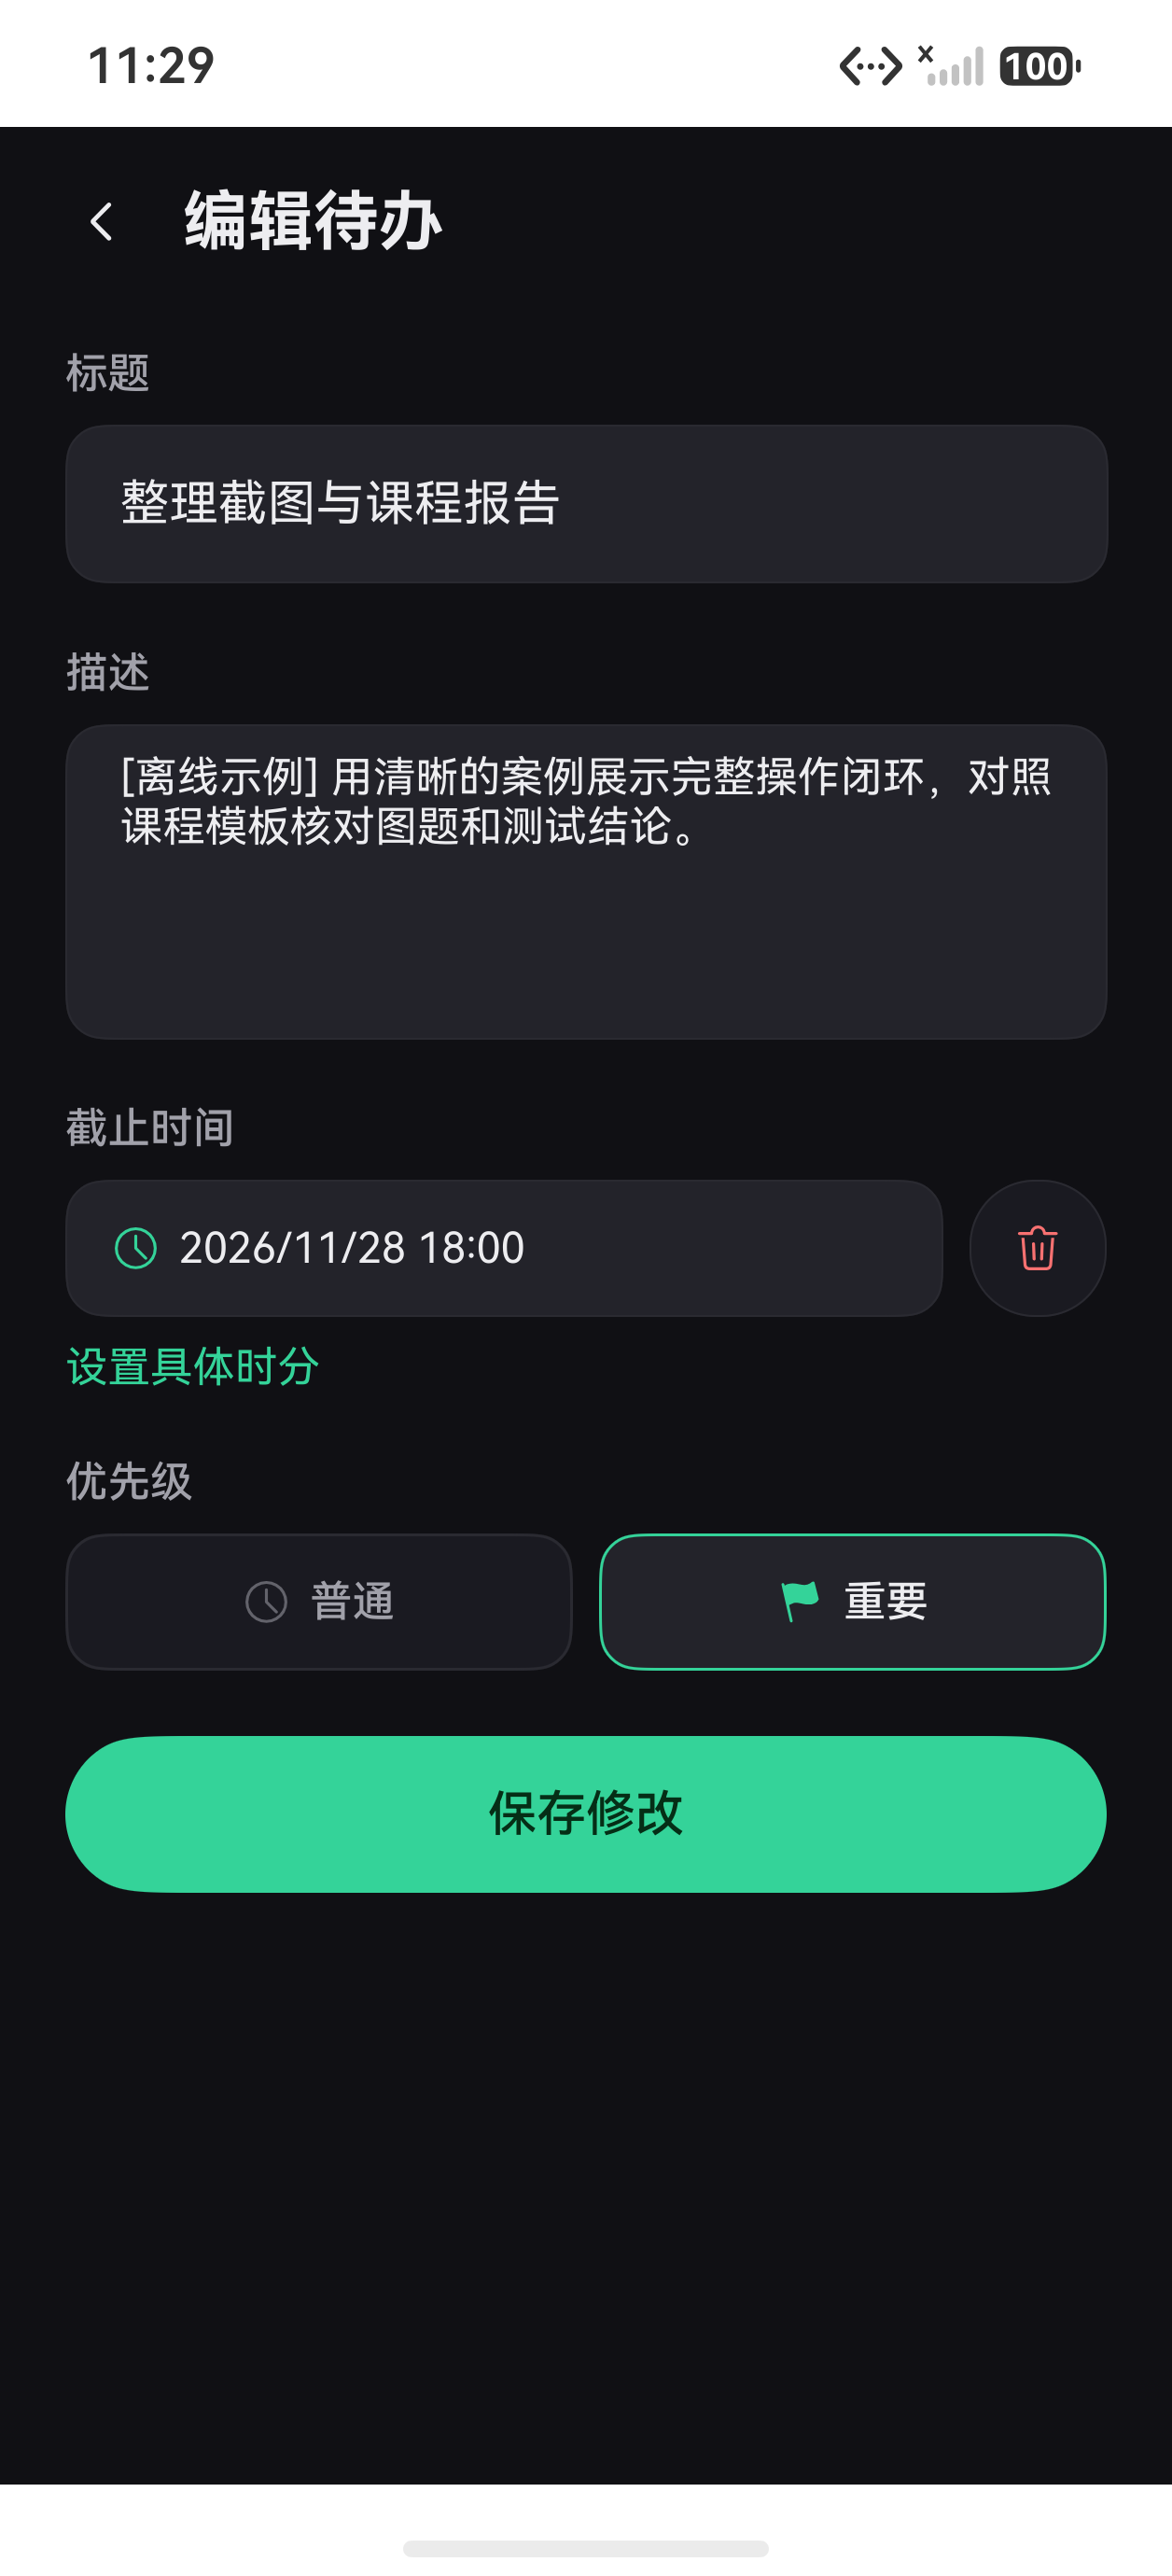 11:29
100
编辑待办
标题
整理截图与课程报告
描述
[离线示例] 用清晰的案例展示完整操作闭环，对照
课程模板核对图题和测试结论。
截止时间
2026/11/28 18:00
设置具体时分
优先级
普通
重要
保存修改